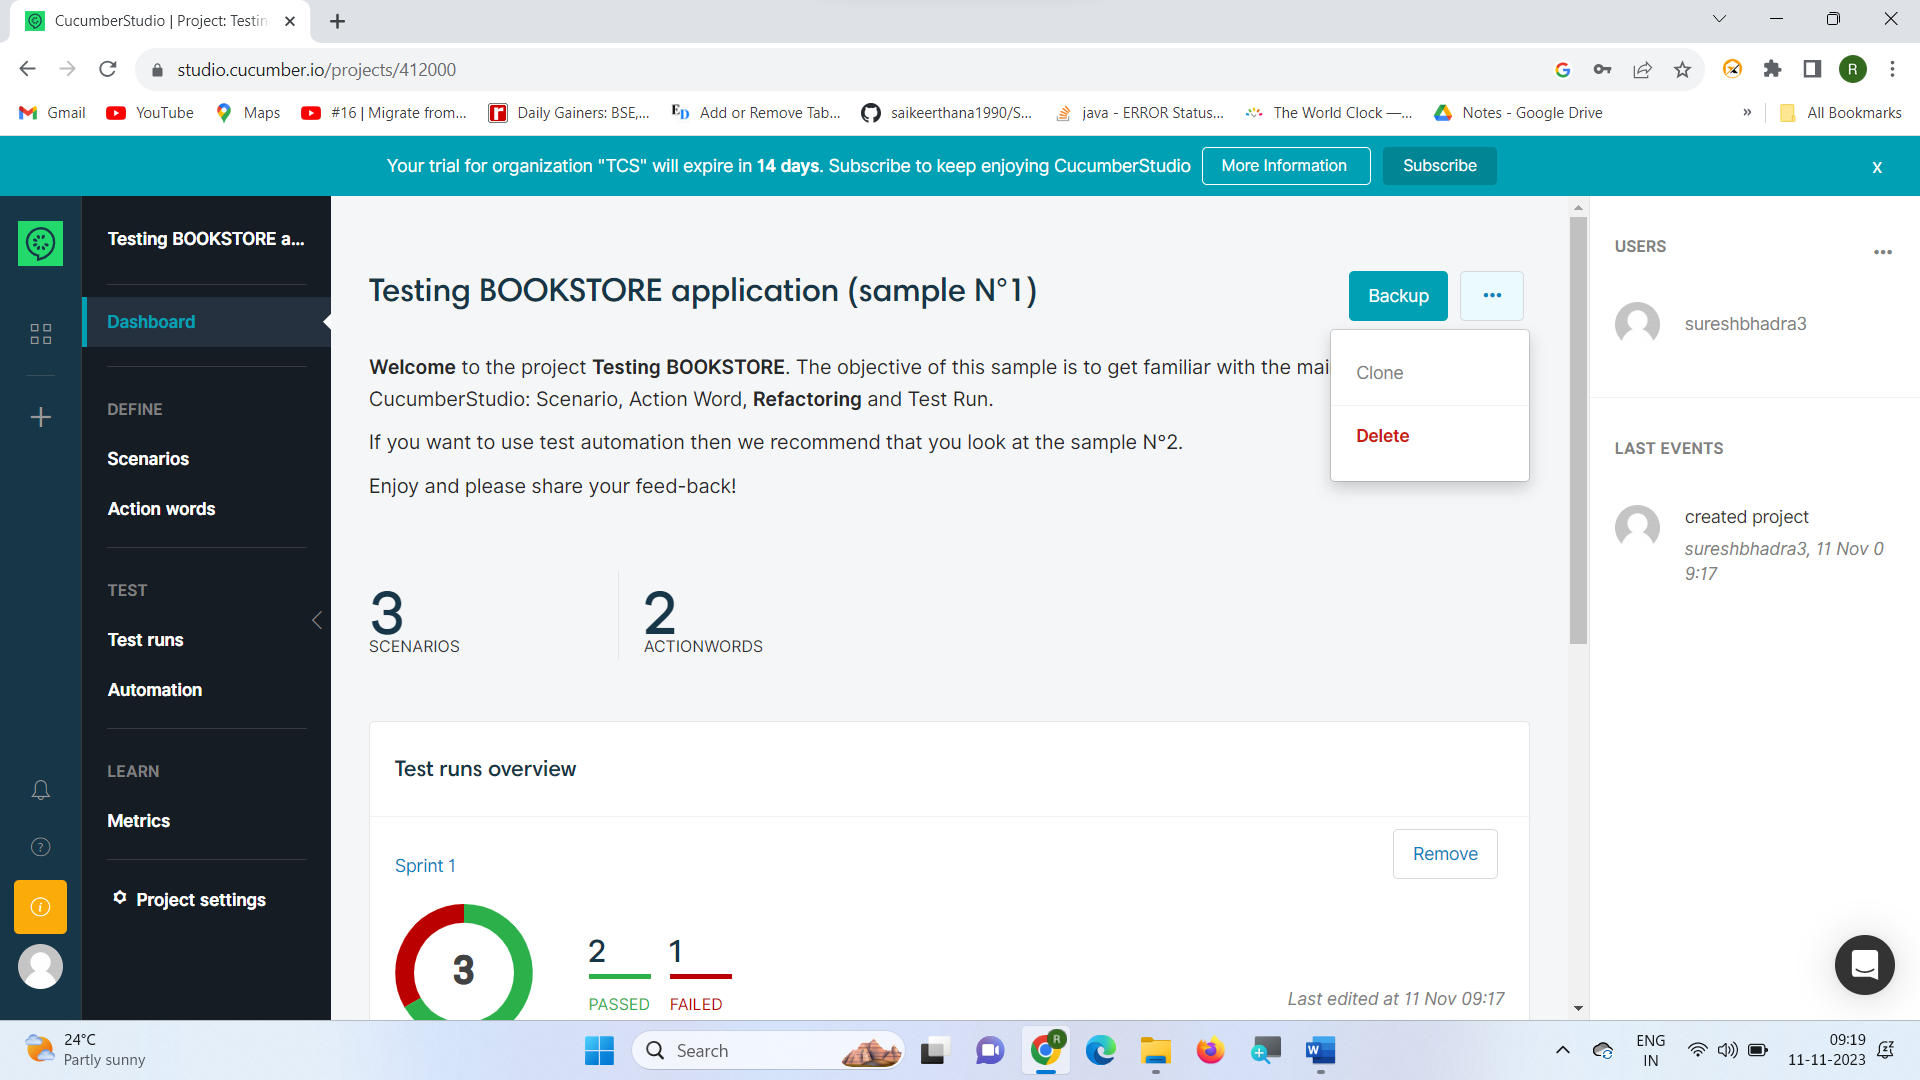 CucumberStudio | Project: Testin
studio.cucumber.io/projects/412000
R
Gmail
YouTube
Maps
#16 | Migrate from...
Daily Gainers: BSE,...
Add or Remove Tab...
saikeerthana1990/S...
java - ERROR Status...
The World Clock —...
Notes - Google Drive
»
All Bookmarks
Your trial for organization "TCS" will expire in 14 days. Subscribe to keep enjoying CucumberStudio
More Information
Subscribe
x
Testing BOOKSTORE a...
Dashboard
DEFINE
Scenarios
Action words
TEST
Test runs
Automation
LEARN
Metrics
Project settings
Testing BOOKSTORE application (sample N°1)
Backup
...
Clone
Delete
Welcome to the project Testing BOOKSTORE. The objective of this sample is to get familiar with the mai
CucumberStudio: Scenario, Action Word, Refactoring and Test Run.
If you want to use test automation then we recommend that you look at the sample N°2.
Enjoy and please share your feed-back!
3
SCENARIOS
2
ACTIONWORDS
Test runs overview
Sprint 1
Remove
3
2
PASSED
1
FAILED
Last edited at 11 Nov 09:17
USERS
...
sureshbhadra3
LAST EVENTS
created project
sureshbhadra3, 11 Nov 0
9:17
24°C
Partly sunny
Search
R
ENG
IN
09:19
11-11-2023